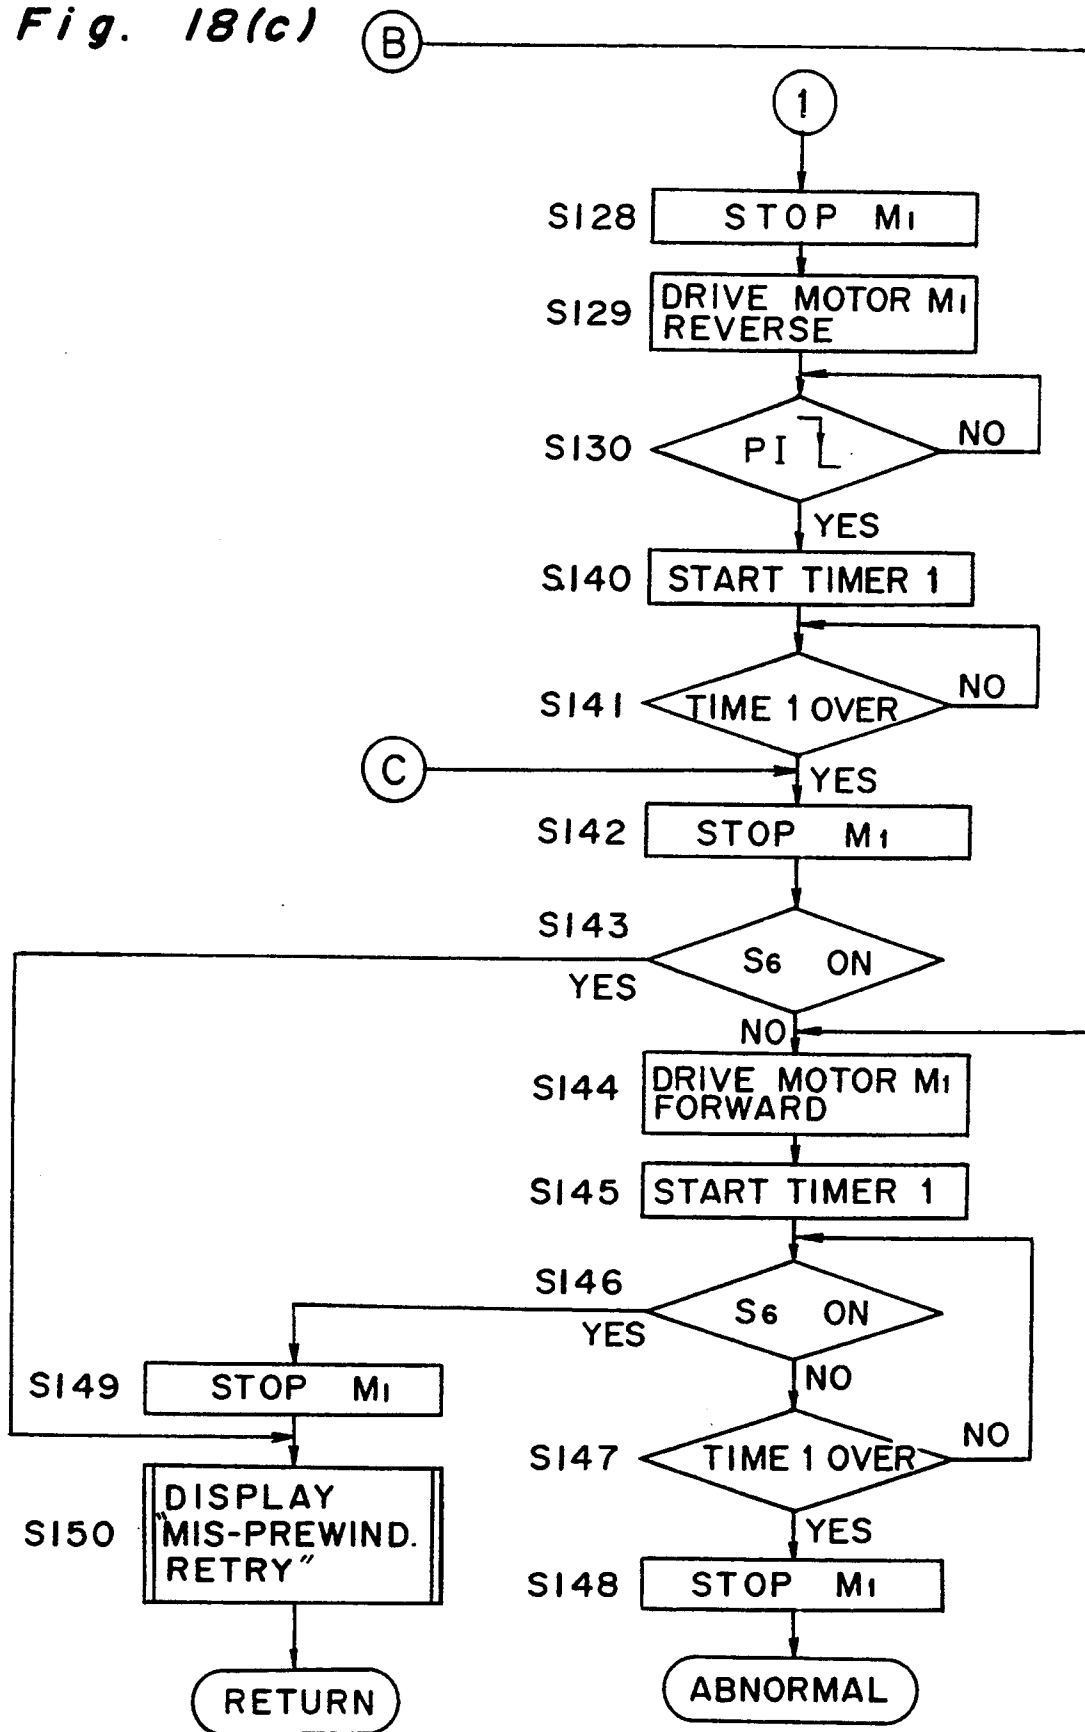 Fig. 18(c)
B
1
S128
STOP M1
S129
DRIVE MOTOR M1
REVERSE
S130
PI
NO
YES
S140
START TIMER 1
S141
TIME 1 OVER
NO
C
YES
S142
STOP M1
S143
S6 ON
YES
NO
S144
DRIVE MOTOR M1
FORWARD
S145
START TIMER 1
S146
S6 ON
YES
NO
S149
STOP M1
S147
TIME 1 OVER
NO
S150
DISPLAY
"MIS-PREWIND.
RETRY"
YES
S148
STOP M1
RETURN
ABNORMAL